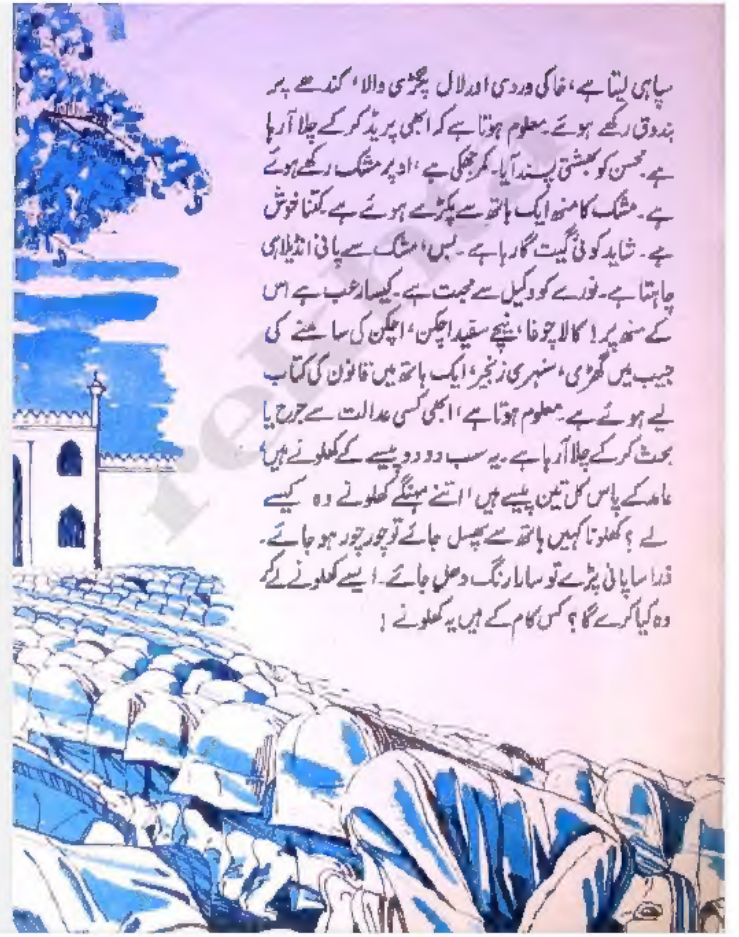 سپاہی لیتا ہے، خاکی وردی اور لال پگڑی والا، کندھے پر
بندوق رکھے ہوئے۔ معلوم ہوتا ہے کہ ابھی پریڈ کرکے چلا آرہا
ہے۔ محسن کو بھشتی پسند آیا۔ کمر جھکی ہے، اوپر مشک رکھے ہوئے
ہے۔ مشک کا منھ ایک ہاتھ سے پکڑے ہوئے ہے کتنا خوش
ہے۔ شاید کوئی گیت گارہا ہے۔ بس، مشک سے پانی انڈیلا ہی
چاہتا ہے۔ نورے کو وکیل سے محبت ہے۔ کیسا رعب ہے اس
کے منھ پر! کالا چوغا، نیچے سفید اچکن، اچکن کی سامنے کی
جیب میں گھڑی، سنہری زنجیر، ایک ہاتھ میں قانون کی کتاب
لیے ہوئے ہے۔ معلوم ہوتا ہے، ابھی کسی عدالت سے جرح یا
بحث کرکے چلا آرہا ہے۔ یہ سب دو دو پیسے کے کھلونے ہیں،
حامد کے پاس کل تین پیسے ہیں، اتنے مہنگے کھلونے وہ کیسے
لے؟ کھلونا کہیں ہاتھ سے پھسل جائے تو چور چور ہو جائے۔
ذرا سا پانی پڑے تو سارا رنگ دھل جائے۔ ایسے کھلونے لے کر
وہ کیا کرے گا؟ کس کام کے ہیں یہ کھلونے!
rekhta